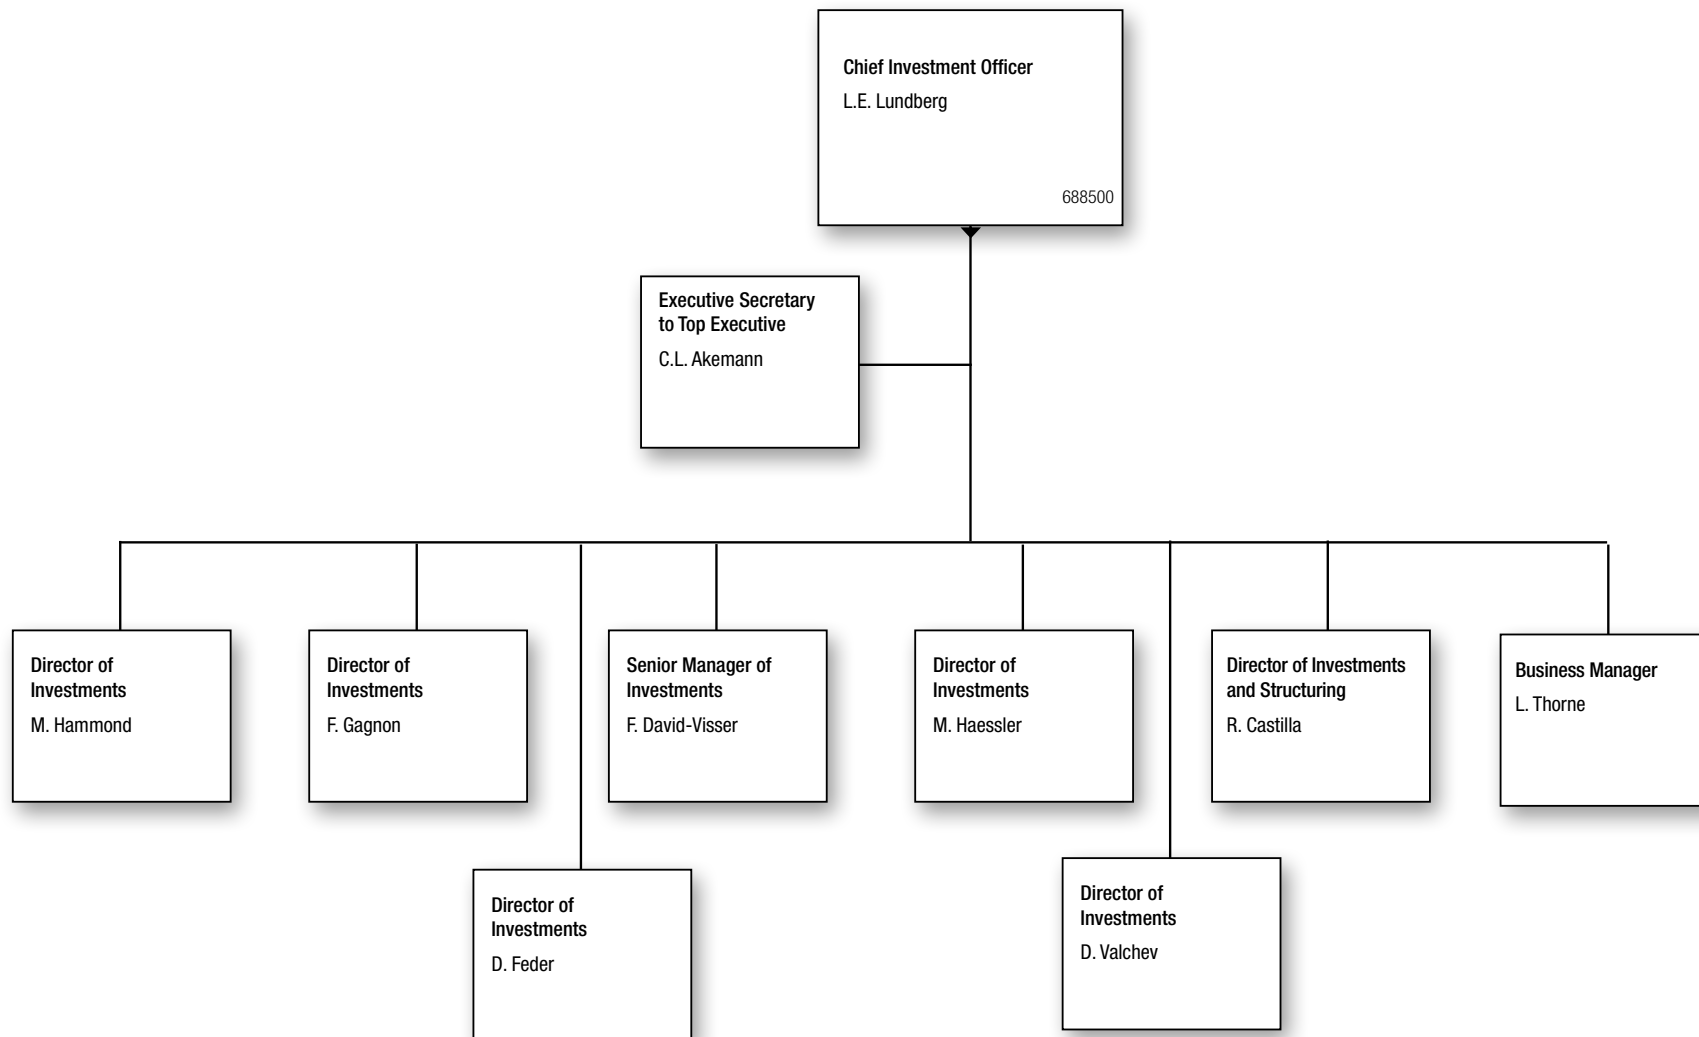 Chief Investment Officer
L.E. Lundberg
688500
Executive Secretary
to Top Executive
C.L. Akemann
Director of
Investments
M. Hammond
Director of
Investments
F. Gagnon
Senior Manager of
Investments
F. David-Visser
Director of
Investments
M. Haessler
Director of Investments
and Structuring
R. Castilla
Business Manager
L. Thorne
Director of
Investments
D. Feder
Director of
Investments
D. Valchev